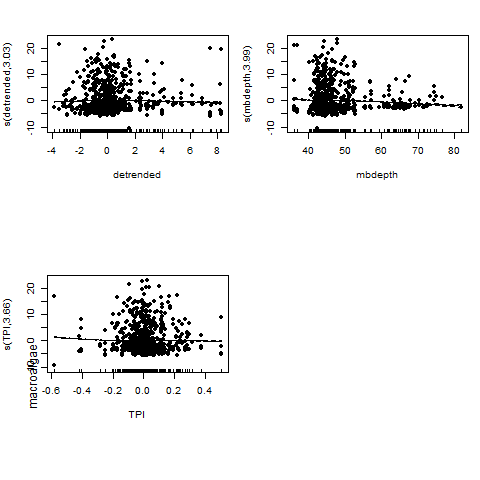 s(detrended,3.03)
-10 0 10 20
-4 -2 0 2 4 6 8
detrended
s(mbdepth,3.99)
-10 0 10 20
40 50 60 70 80
mbdepth
s(TPI,3.66)
macroalgae
0 10 20
-0.6 -0.4 -0.2 0.0 0.2 0.4
TPI